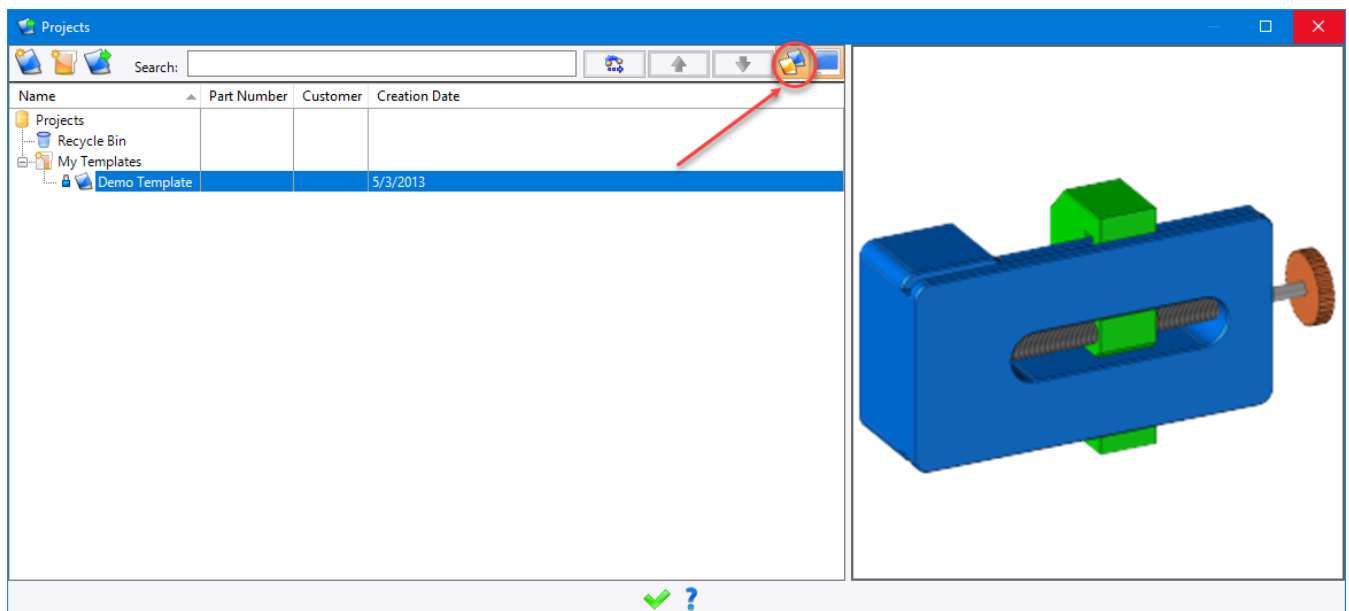 Projects
Search:
Name Part Number Customer Creation Date
Projects
Recycle Bin
My Templates
Demo Template 5/3/2013